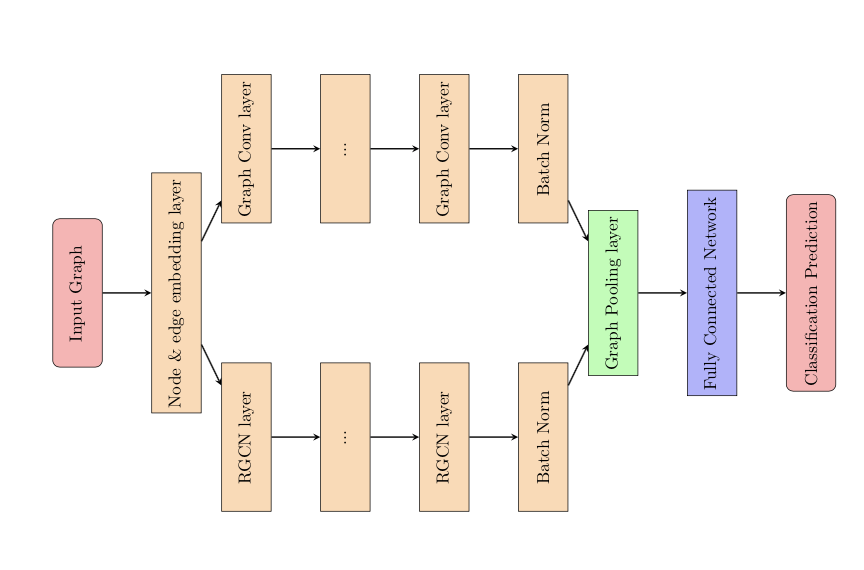 Input Graph
Node & edge embedding layer
Graph Conv layer
...
Graph Conv layer
Batch Norm
RGCN layer
...
RGCN layer
Batch Norm
Graph Pooling layer
Fully Connected Network
Classification Prediction